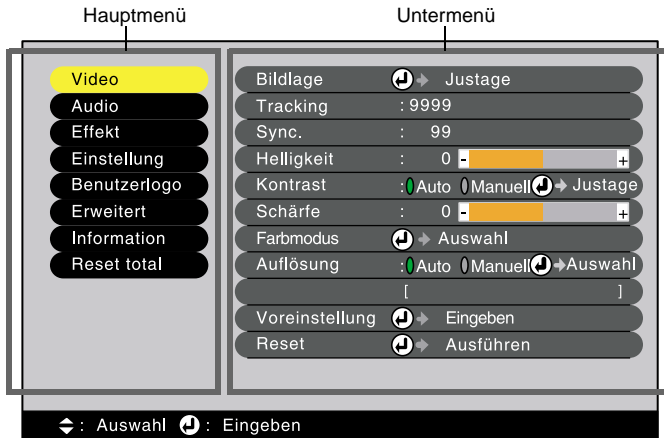 Hauptmenü Untermenü
Video
Audio
Effekt
Einstellung
Benutzerlogo
Erweitert
Information
Reset total
Bildlage Justage
Tracking :9999
Sync. : 99
Helligkeit : 0 - +
Kontrast : Auto Manuell Justage
Schärfe : 0 - +
Farbmodus Auswahl
Auflösung : Auto Manuell Auswahl
[ ]
Voreinstellung Eingeben
Reset Ausführen
: Auswahl : Eingeben